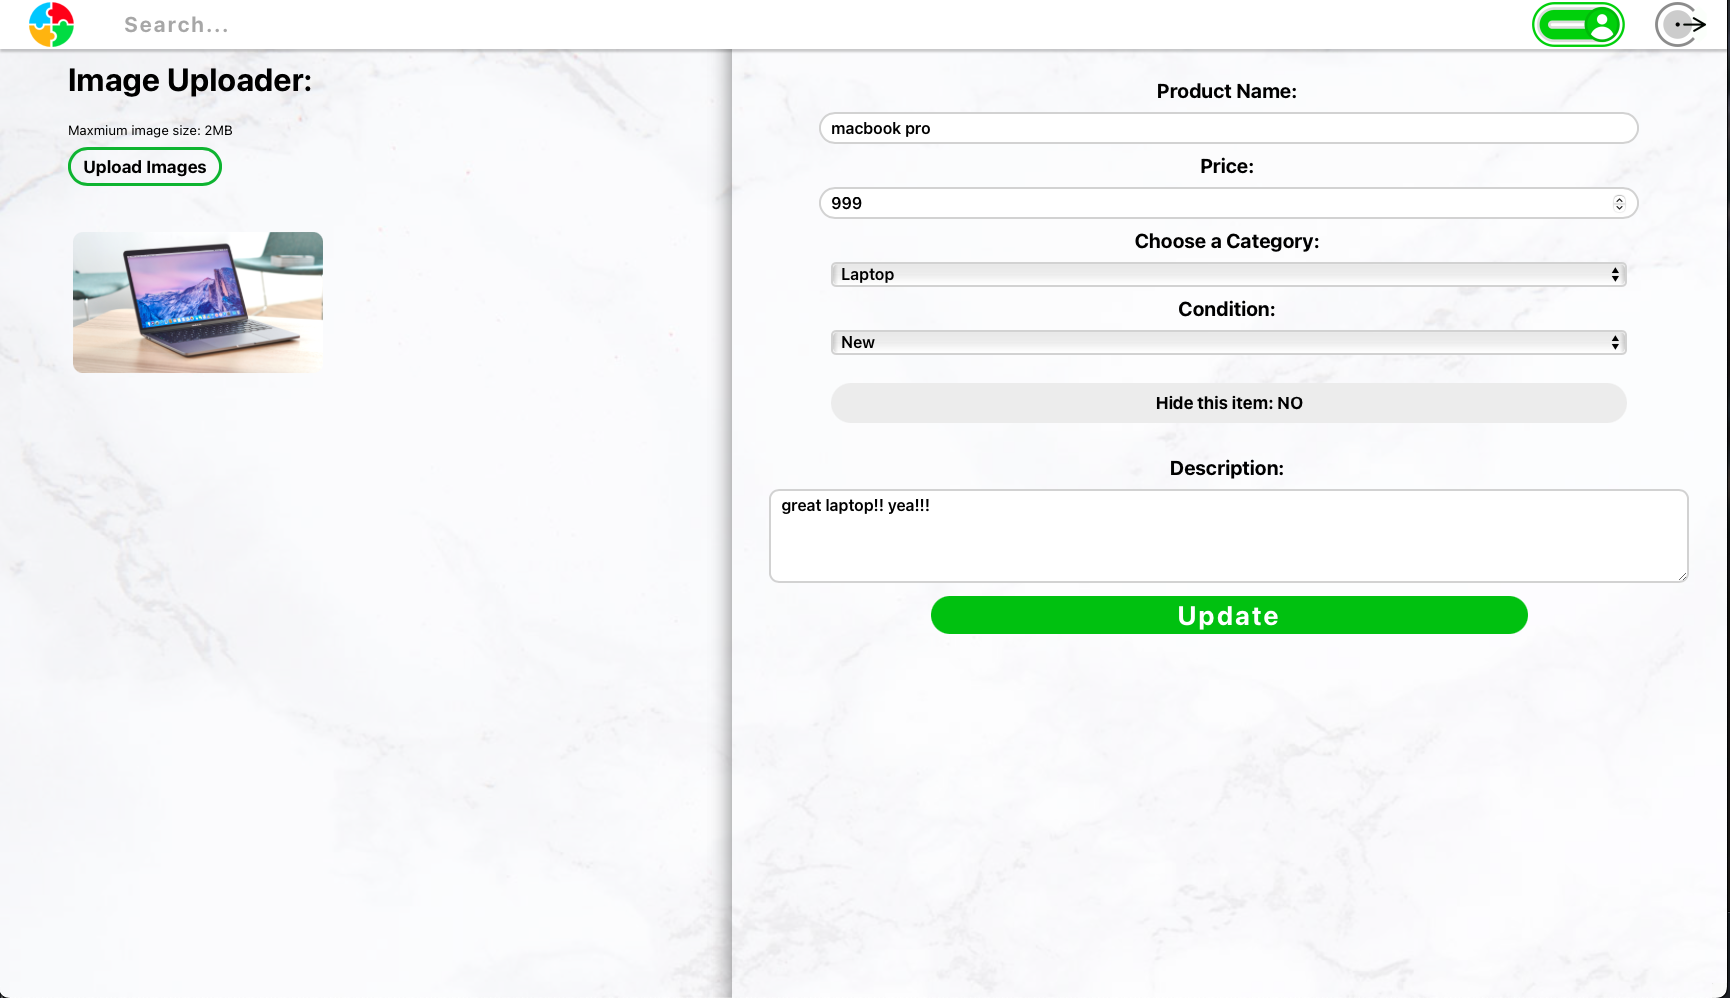 Search...
Image Uploader:
Maxmium image size: 2MB
Upload Images
Product Name:
macbook pro
Price:
999
Choose a Category:
Laptop
Condition:
New
Hide this item: NO
Description:
great laptop!! yea!!!
Update